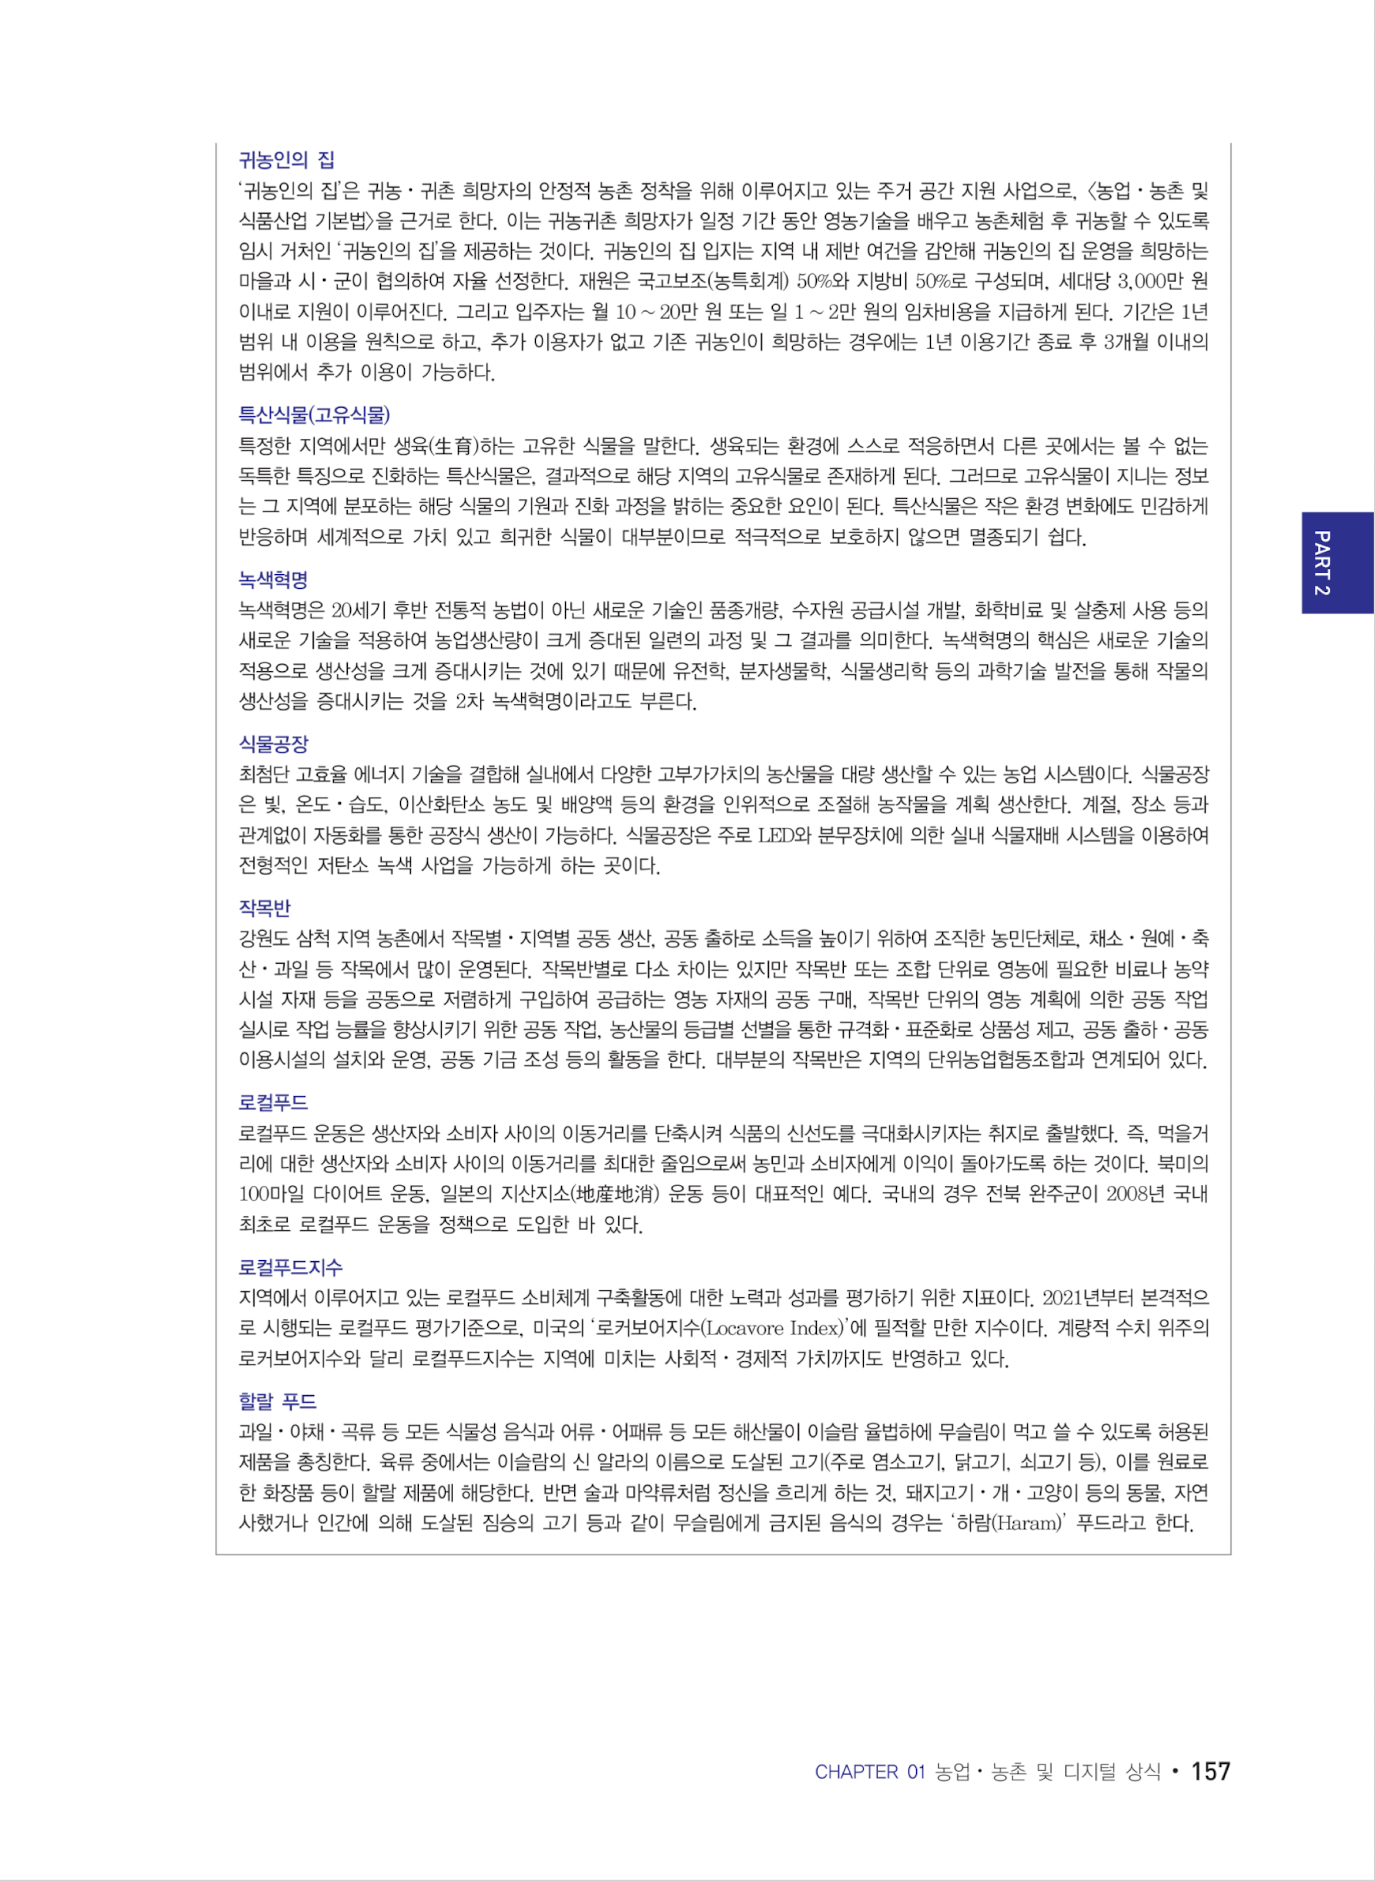 귀농인의 집
‘귀농인의 집’은 귀농·귀촌 희망자의 안정적 농촌 정착을 위해 이루어지고 있는 주거 공간 지원 사업으로, 〈농업·농촌 및
식품산업 기본법〉을 근거로 한다. 이는 귀농귀촌 희망자가 일정 기간 동안 영농기술을 배우고 농촌체험 후 귀농할 수 있도록
임시 거처인 ‘귀농인의 집’을 제공하는 것이다. 귀농인의 집 입지는 지역 내 제반 여건을 감안해 귀농인의 집 운영을 희망하는
마을과 시·군이 협의하여 자율 선정한다. 재원은 국고보조(농특회계) 50%와 지방비 50%로 구성되며, 세대당 3,000만 원
이내로 지원이 이루어진다. 그리고 입주자는 월 10 ~ 20만 원 또는 일 1 ~ 2만 원의 임차비용을 지급하게 된다. 기간은 1년
범위 내 이용을 원칙으로 하고, 추가 이용자가 없고 기존 귀농인이 희망하는 경우에는 1년 이용기간 종료 후 3개월 이내의
범위에서 추가 이용이 가능하다.
특산식물(고유식물)
특정한 지역에서만 생육(生育)하는 고유한 식물을 말한다. 생육되는 환경에 스스로 적응하면서 다른 곳에서는 볼 수 없는
독특한 특징으로 진화하는 특산식물은, 결과적으로 해당 지역의 고유식물로 존재하게 된다. 그러므로 고유식물이 지니는 정보
는 그 지역에 분포하는 해당 식물의 기원과 진화 과정을 밝히는 중요한 요인이 된다. 특산식물은 작은 환경 변화에도 민감하게
반응하며 세계적으로 가치 있고 희귀한 식물이 대부분이므로 적극적으로 보호하지 않으면 멸종되기 쉽다.
녹색혁명
녹색혁명은 20세기 후반 전통적 농법이 아닌 새로운 기술인 품종개량, 수자원 공급시설 개발, 화학비료 및 살충제 사용 등의
새로운 기술을 적용하여 농업생산량이 크게 증대된 일련의 과정 및 그 결과를 의미한다. 녹색혁명의 핵심은 새로운 기술의
적용으로 생산성을 크게 증대시키는 것에 있기 때문에 유전학, 분자생물학, 식물생리학 등의 과학기술 발전을 통해 작물의
생산성을 증대시키는 것을 2차 녹색혁명이라고도 부른다.
식물공장
최첨단 고효율 에너지 기술을 결합해 실내에서 다양한 고부가가치의 농산물을 대량 생산할 수 있는 농업 시스템이다. 식물공장
은 빛, 온도·습도, 이산화탄소 농도 및 배양액 등의 환경을 인위적으로 조절해 농작물을 계획 생산한다. 계절, 장소 등과
관계없이 자동화를 통한 공장식 생산이 가능하다. 식물공장은 주로 LED와 분무장치에 의한 실내 식물재배 시스템을 이용하여
전형적인 저탄소 녹색 사업을 가능하게 하는 곳이다.
작목반
강원도 삼척 지역 농촌에서 작목별·지역별 공동 생산, 공동 출하로 소득을 높이기 위하여 조직한 농민단체로, 채소·원예·축
산·과일 등 작목에서 많이 운영된다. 작목반별로 다소 차이는 있지만 작목반 또는 조합 단위로 영농에 필요한 비료나 농약
시설 자재 등을 공동으로 저렴하게 구입하여 공급하는 영농 자재의 공동 구매, 작목반 단위의 영농 계획에 의한 공동 작업
실시로 작업 능률을 향상시키기 위한 공동 작업, 농산물의 등급별 선별을 통한 규격화·표준화로 상품성 제고, 공동 출하·공동
이용시설의 설치와 운영, 공동 기금 조성 등의 활동을 한다. 대부분의 작목반은 지역의 단위농업협동조합과 연계되어 있다.
로컬푸드
로컬푸드 운동은 생산자와 소비자 사이의 이동거리를 단축시켜 식품의 신선도를 극대화시키자는 취지로 출발했다. 즉, 먹을거
리에 대한 생산자와 소비자 사이의 이동거리를 최대한 줄임으로써 농민과 소비자에게 이익이 돌아가도록 하는 것이다. 북미의
100마일 다이어트 운동, 일본의 지산지소(地産地消) 운동 등이 대표적인 예다. 국내의 경우 전북 완주군이 2008년 국내
최초로 로컬푸드 운동을 정책으로 도입한 바 있다.
로컬푸드지수
지역에서 이루어지고 있는 로컬푸드 소비체계 구축활동에 대한 노력과 성과를 평가하기 위한 지표이다. 2021년부터 본격적으
로 시행되는 로컬푸드 평가기준으로, 미국의 ‘로커보어지수(Locavore Index)’에 필적할 만한 지수이다. 계량적 수치 위주의
로커보어지수와 달리 로컬푸드지수는 지역에 미치는 사회적·경제적 가치까지도 반영하고 있다.
할랄 푸드
과일·야채·곡류 등 모든 식물성 음식과 어류·어패류 등 모든 해산물이 이슬람 율법하에 무슬림이 먹고 쓸 수 있도록 허용된
제품을 총칭한다. 육류 중에서는 이슬람의 신 알라의 이름으로 도살된 고기(주로 염소고기, 닭고기, 쇠고기 등), 이를 원료로
한 화장품 등이 할랄 제품에 해당한다. 반면 술과 마약류처럼 정신을 흐리게 하는 것, 돼지고기·개·고양이 등의 동물, 자연
사했거나 인간에 의해 도살된 짐승의 고기 등과 같이 무슬림에게 금지된 음식의 경우는 ‘하람(Haram)’ 푸드라고 한다.
PART 2
CHAPTER 01 농업·농촌 및 디지털 상식 • 157